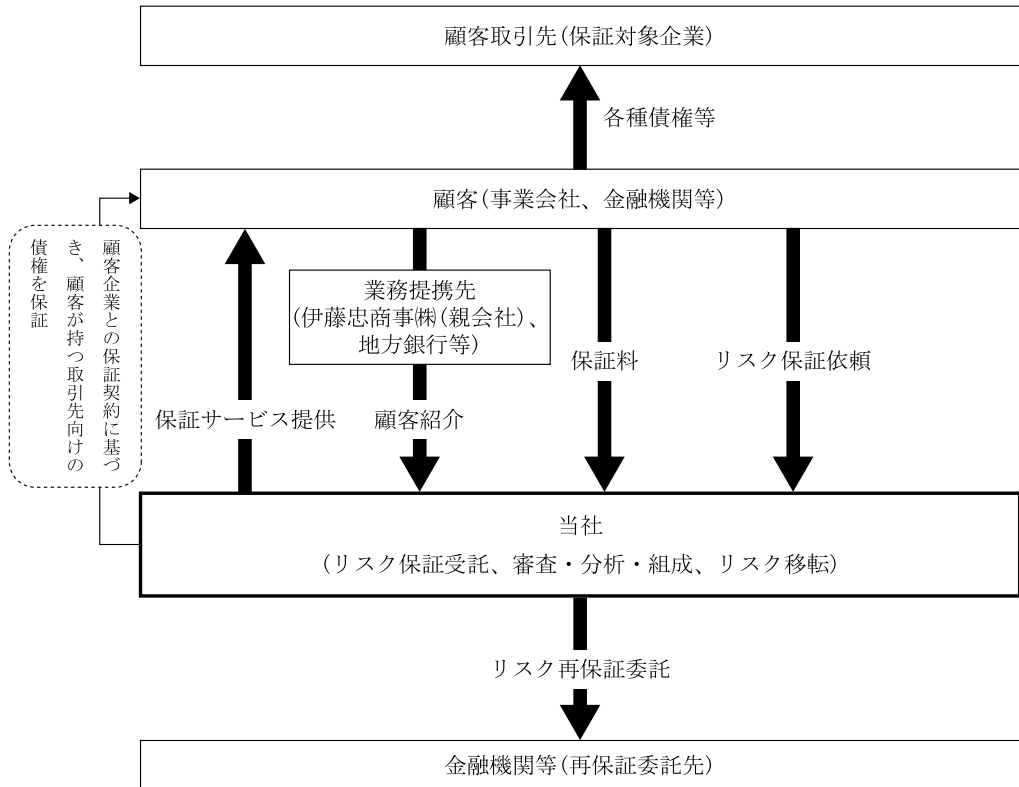 顧客取引先(保証対象企業)
各種債権等
顧客(事業会社、金融機関等)
顧客企業との保証契約に基づ
き、顧客が持つ取引先向けの
債権を保証
業務提携先
(伊藤忠商事㈱(親会社)、
地方銀行等)
保証サービス提供
顧客紹介
保証料
リスク保証依頼
当社
(リスク保証受託、審査・分析・組成、リスク移転)
リスク再保証委託
金融機関等(再保証委託先)